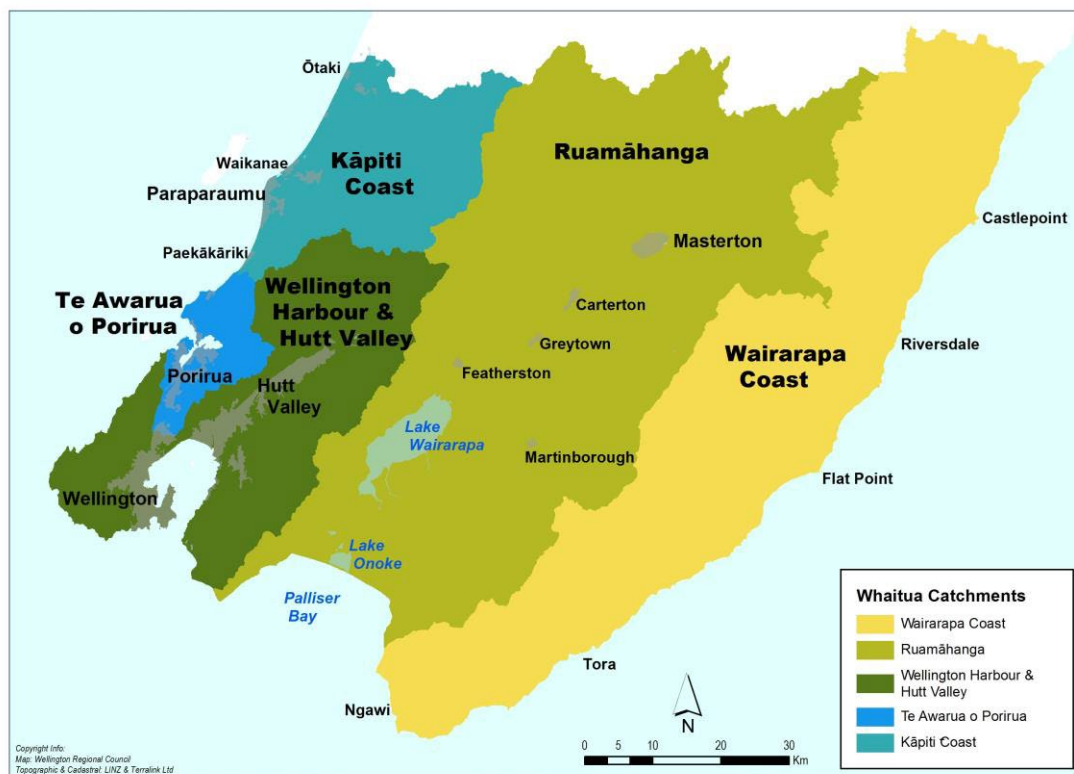 Ōtaki
Waikanae
Paraparaumu
Paekākāriki
Kāpiti
Coast
Ruamāhanga
Masterton
Castlepoint
Te Awarua
o Porirua
Wellington
Harbour &
Hutt Valley
Carterton
Greytown
Featherston
Riversdale
Wairarapa
Coast
Porirua
Hutt
Valley
Lake
Wairarapa
Martinborough
Flat Point
Wellington
Lake
Onoke
Palliser
Bay
Tora
Ngawi
Whaitua Catchments
Wairarapa Coast
Ruamāhanga
Wellington Harbour &
Hutt Valley
Te Awarua o Porirua
Kāpiti Coast
N
0 5 10 20 30
Km
Copyright Info:
Map: Wellington Regional Council
Topographic & Cadastral: LINZ & Terralink Ltd